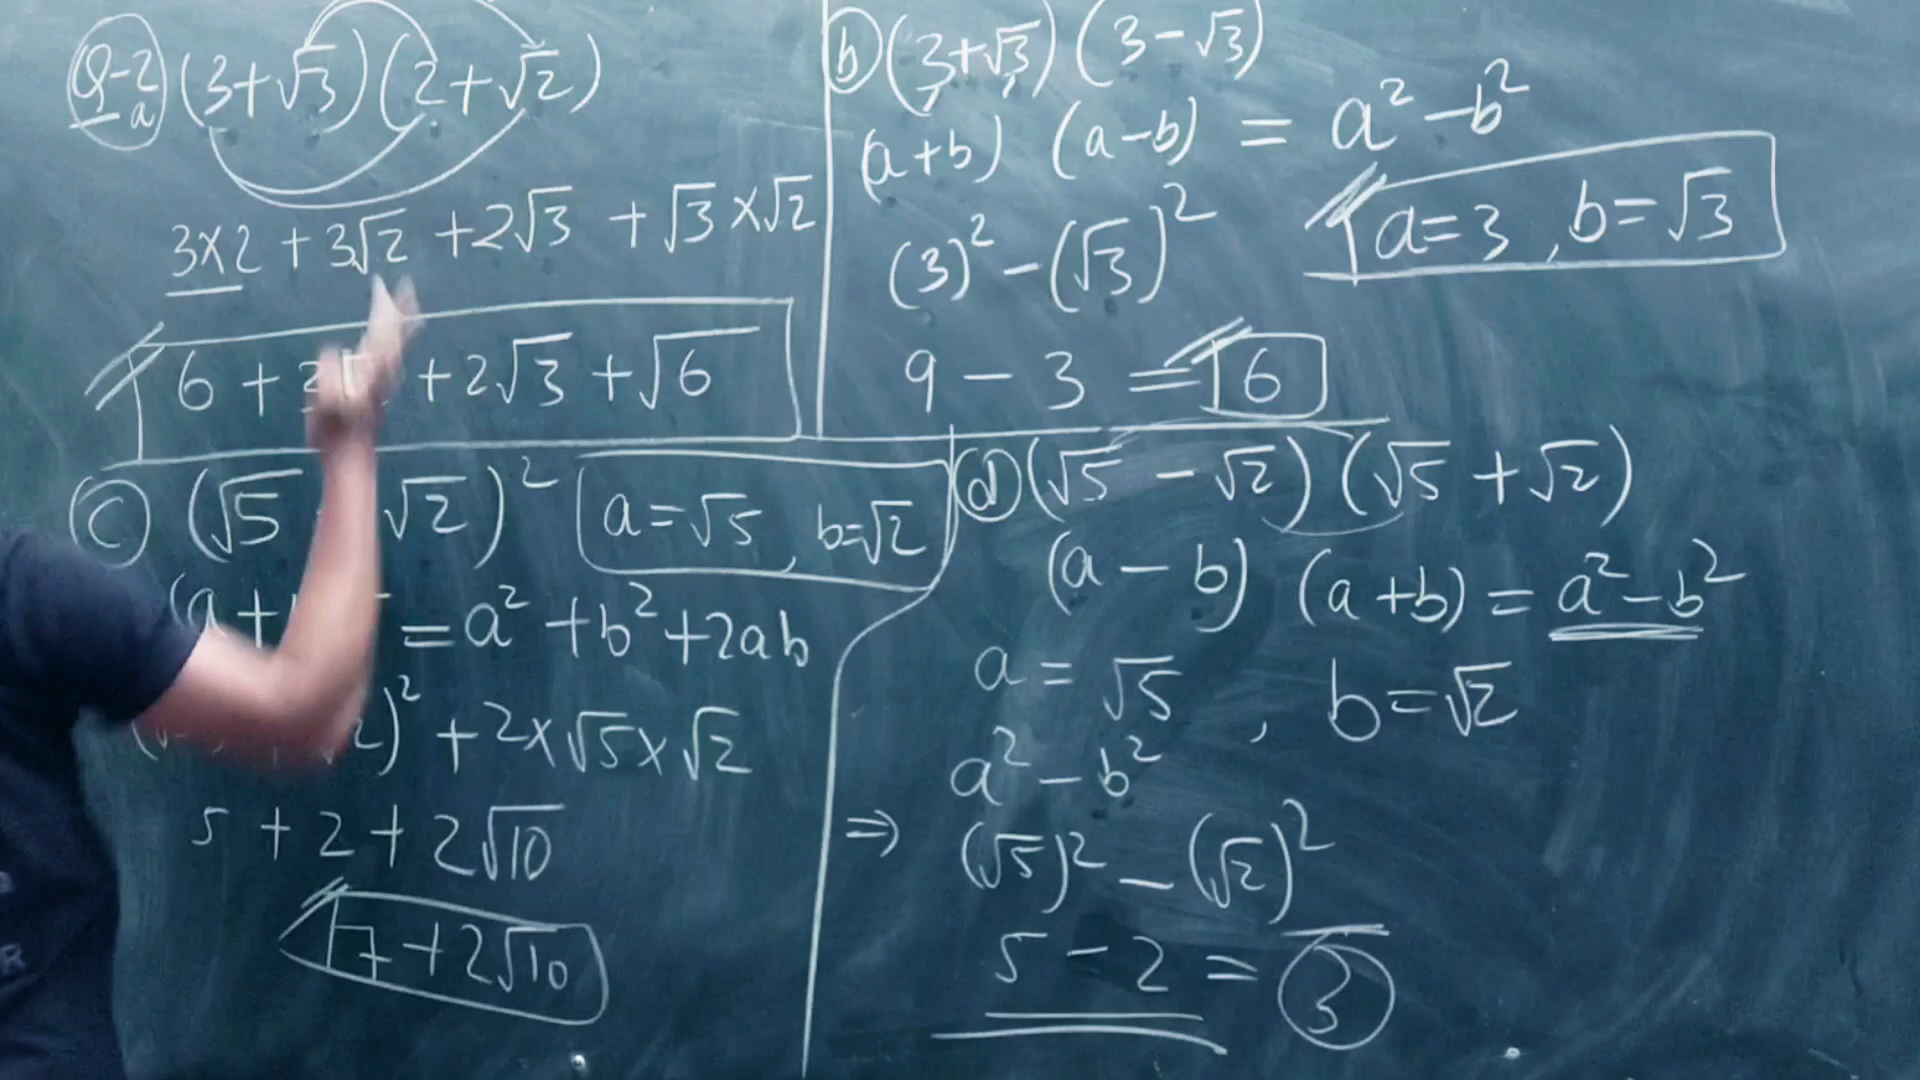 Q-2 a (3+√3)(2+√2)
3×2 + 3√2 + 2√3 + √3×√2
6 + 3 + 2√3 + √6
b (3+√3) (3-√3)
(a+b) (a-b) = a² - b²
a=3, b=√3
(3)² - (√3)²
9 - 3 = 6
c (√5 √2)²
a=√5, b=√2
(a+ = a² + b² + 2ab
2)² + 2×√5×√2
5 + 2 + 2√10
7 + 2√10
d (√5 - √2) (√5 + √2)
(a - b) (a+b) = a² - b²
a = √5, b = √2
a² - b²
⇒ (√5)² - (√2)²
5 - 2 = 3